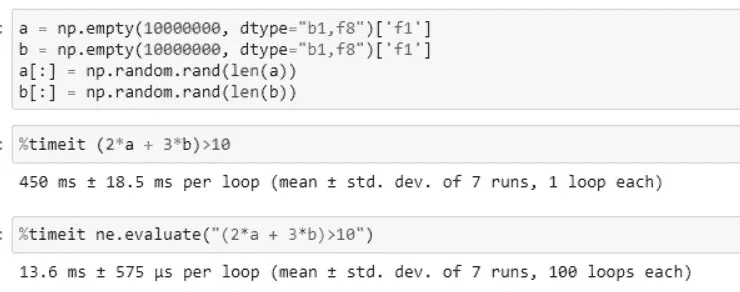 : a = np.empty(10000000, dtype="b1,f8")['f1']
b = np.empty(10000000, dtype="b1,f8")['f1']
a[:] = np.random.rand(len(a))
b[:] = np.random.rand(len(b))
: %timeit (2*a + 3*b)>10
450 ms ± 18.5 ms per loop (mean ± std. dev. of 7 runs, 1 loop each)
: %timeit ne.evaluate("(2*a + 3*b)>10")
13.6 ms ± 575 µs per loop (mean ± std. dev. of 7 runs, 100 loops each)